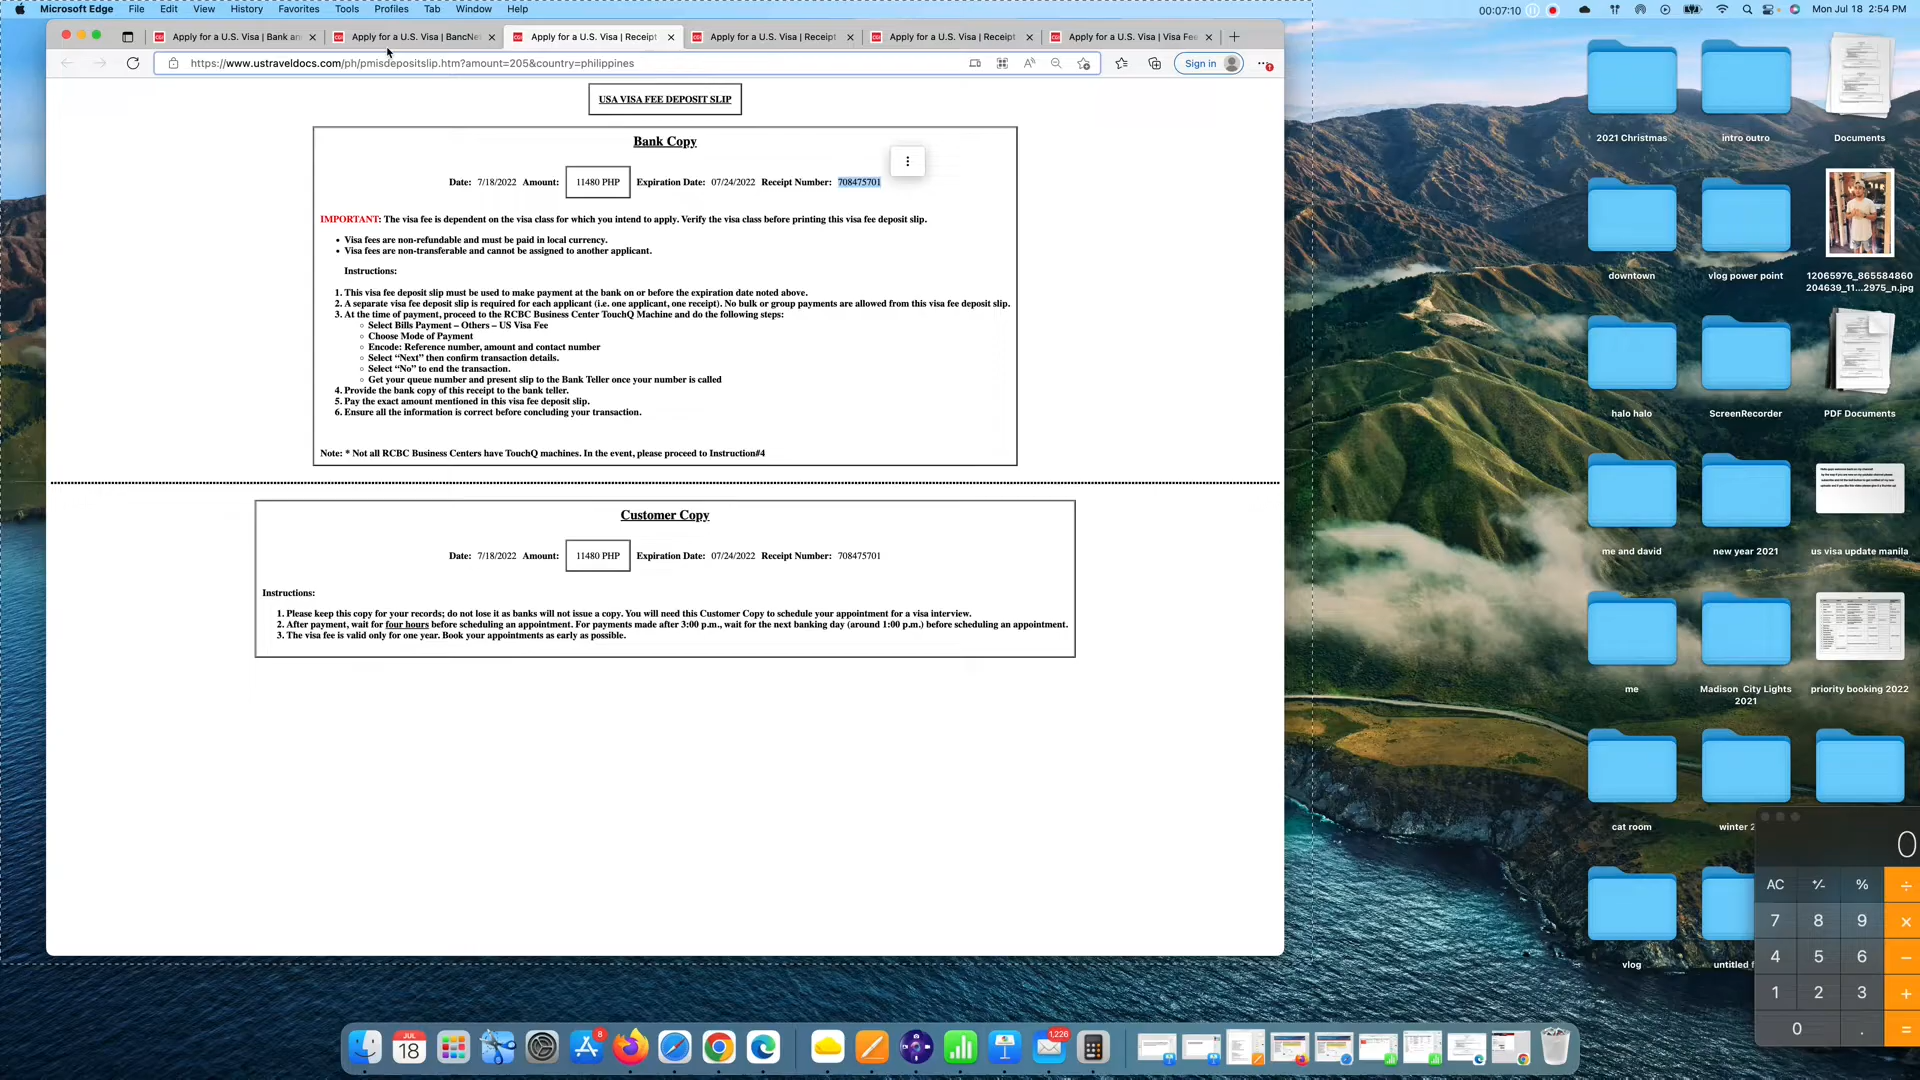 Microsoft Edge File Edit View History Favorites Profiles Tools Tab Window Help
00:07:10 Mon Jul 18 2:54 PM
Apply for a U.S. Visa | Bank an
Apply for a U.S. Visa | BancNe
Apply for a U.S. Visa | Receipt
Apply for a U.S. Visa | Receipt
Apply for a U.S. Visa | Receipt
Apply for a U.S. Visa | Visa Fe
https://www.ustraveldocs.com/ph/pmisdepositslip.htm?amount=205&country=philippines
Sign in
USA VISA FEE DEPOSIT SLIP
Bank Copy
Date: 7/18/2022 Amount: 11480 PHP Expiration Date: 07/24/2022 Receipt Number: 708475701
IMPORTANT: The visa fee is dependent on the visa class for which you intend to apply. Verify the visa class before printing this visa fee deposit slip.
• Visa fees are non-refundable and must be paid in local currency.
• Visa fees are non-transferable and cannot be assigned to another applicant.
Instructions:
1. This visa fee deposit slip must be used to make payment at the bank on or before the expiration date noted above.
2. A separate visa fee deposit slip is required for each applicant (i.e. one applicant, one receipt). No bulk or group payments are allowed from this visa fee deposit slip.
3. At the time of payment, proceed to the RCBC Business Center TouchQ Machine and do the following steps:
◦ Select Bills Payment – Others – US Visa Fee
◦ Choose Mode of Payment
◦ Encode: Reference number, amount and contact number
◦ Select “Next” then confirm transaction details.
◦ Select “No” to end the transaction.
◦ Get your queue number and present slip to the Bank Teller once your number is called
4. Provide the bank copy of this receipt to the bank teller.
5. Pay the exact amount mentioned in this visa fee deposit slip.
6. Ensure all the information is correct before concluding your transaction.
Note: * Not all RCBC Business Centers have TouchQ machines. In the event, please proceed to Instruction#4
Customer Copy
Date: 7/18/2022 Amount: 11480 PHP Expiration Date: 07/24/2022 Receipt Number: 708475701
Instructions:
1. Please keep this copy for your records; do not lose it as banks will not issue a copy. You will need this Customer Copy to schedule your appointment for a visa interview.
2. After payment, wait for four hours before scheduling an appointment. For payments made after 3:00 p.m., wait for the next banking day (around 1:00 p.m.) before scheduling an appointment.
3. The visa fee is valid only for one year. Book your appointments as early as possible.
2021 Christmas
intro outro
Documents
downtown
vlog power point
12065976_865584860
204639_11...2975_n.jpg
halo halo
ScreenRecorder
PDF Documents
me and david
new year 2021
us visa update manila
me
Madison City Lights
2021
priority booking 2022
cat room
winter 2
vlog
untitled f
0
AC +/- % ÷
7 8 9 ×
4 5 6 −
1 2 3 +
0 . =
JUL
18
8
1,226